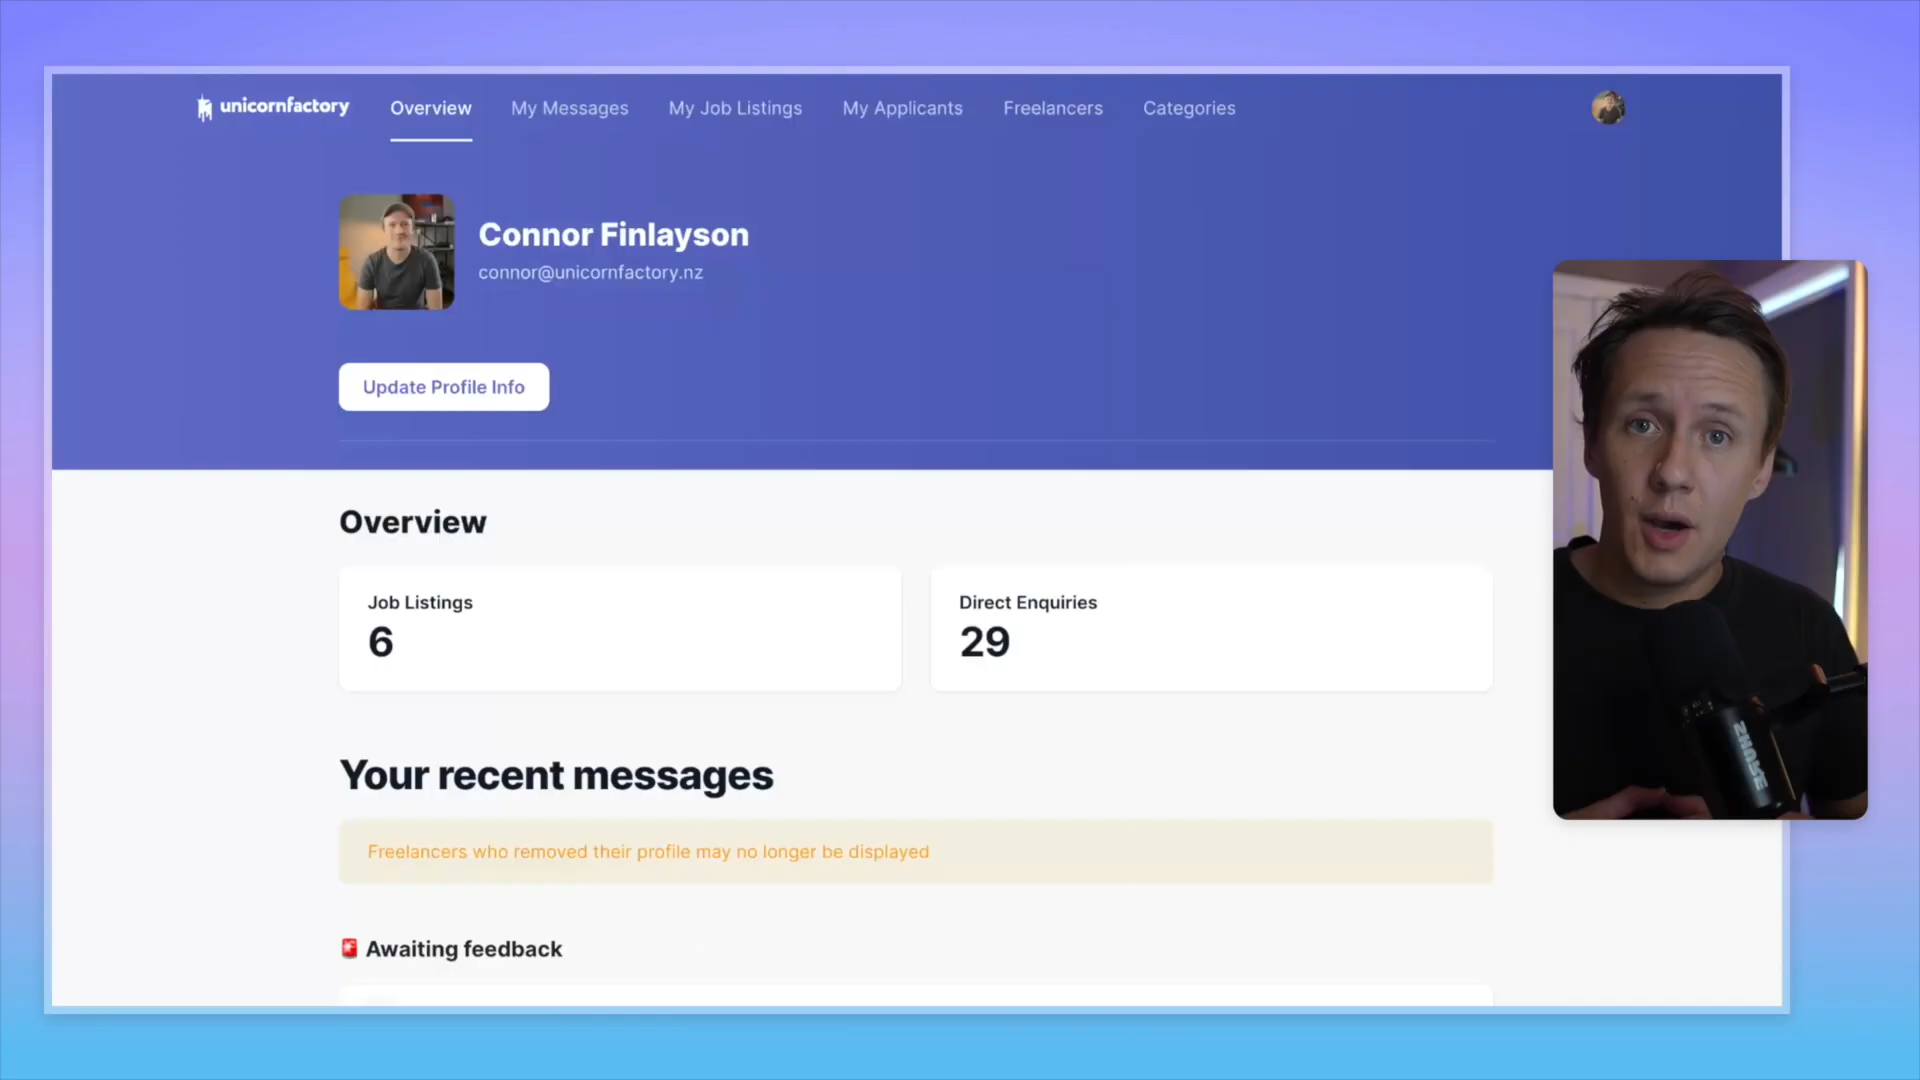 unicornfactory
Overview
My Messages
My Job Listings
My Applicants
Freelancers
Categories
Connor Finlayson
connor@unicornfactory.nz
Update Profile Info
Overview
Job Listings
6
Direct Enquiries
29
Your recent messages
Freelancers who removed their profile may no longer be displayed
Awaiting feedback
SHURE